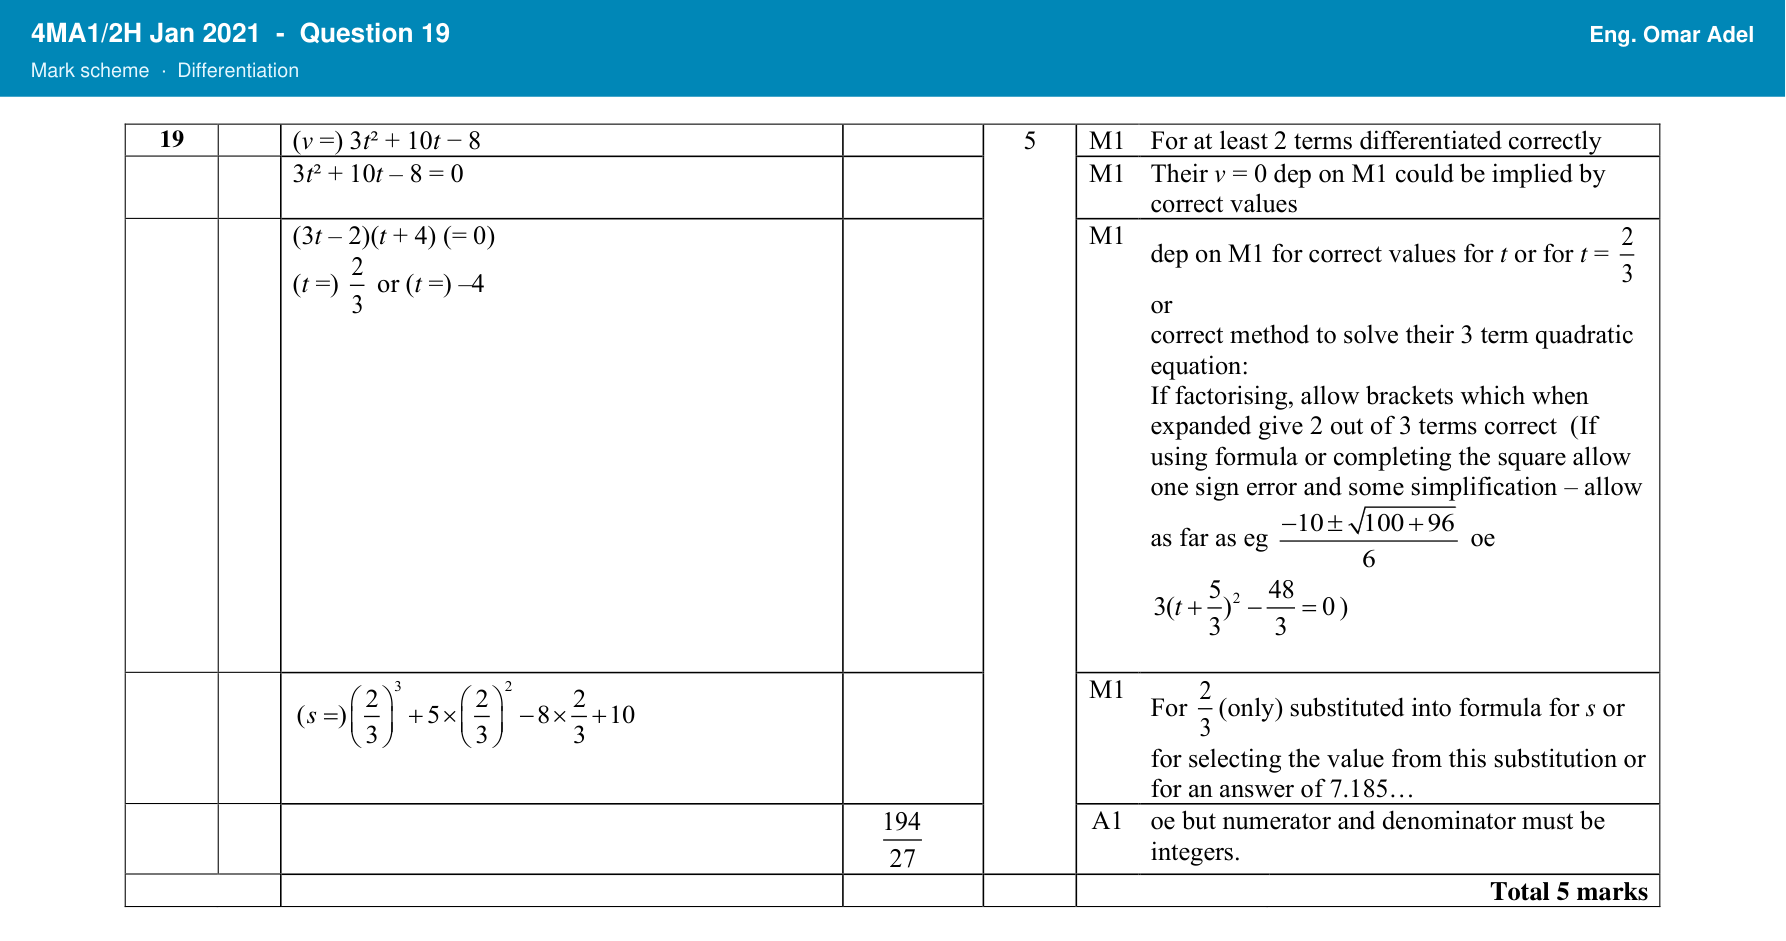 4MA1/2H Jan 2021 - Question 19
Eng. Omar Adel
Mark scheme · Differentiation
19 (v =) 3t² + 10t − 8 5 M1 For at least 2 terms differentiated correctly
3t² + 10t – 8 = 0 M1 Their v = 0 dep on M1 could be implied by
correct values
(3t – 2)(t + 4) (= 0) M1
(t =) 2/3 or (t =) –4
dep on M1 for correct values for t or for t = 2/3
or
correct method to solve their 3 term quadratic
equation:
If factorising, allow brackets which when
expanded give 2 out of 3 terms correct (If
using formula or completing the square allow
one sign error and some simplification – allow
as far as eg (−10 ± √(100 + 96))/6 oe
3(t + 5/3)² − 48/3 = 0 )
(s =) (2/3)³ + 5 × (2/3)² − 8 × 2/3 + 10 M1 For 2/3 (only) substituted into formula for s or
for selecting the value from this substitution or
for an answer of 7.185…
194/27 A1 oe but numerator and denominator must be
integers.
Total 5 marks